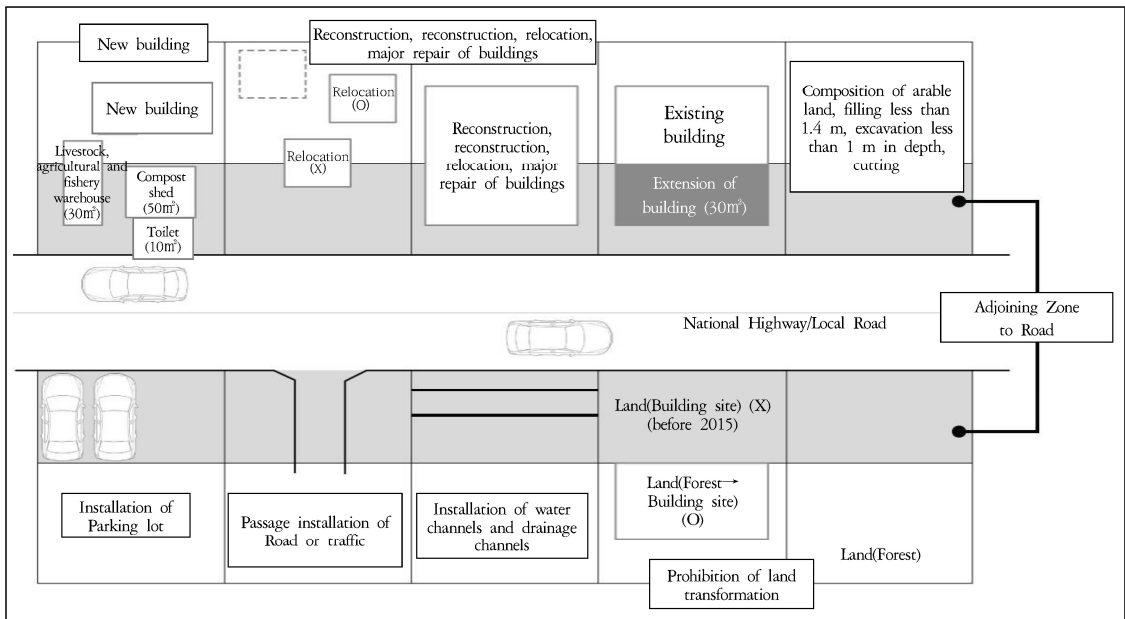 New building
Reconstruction, reconstruction, relocation,
major repair of buildings
New building
Relocation
(O)
Relocation
(X)
Livestock,
agricultural and
fishery
warehouse
(30㎡)
Compost
shed
(50㎡)
Toilet
(10㎡)
Reconstruction,
reconstruction,
relocation, major
repair of buildings
Existing
building
Extension of
building (30㎡)
Composition of arable
land, filling less than
1.4 m, excavation less
than 1 m in depth,
cutting
National Highway/Local Road
Adjoining Zone
to Road
Land(Building site) (X)
(before 2015)
Installation of
Parking lot
Passage installation of
Road or traffic
Installation of water
channels and drainage
channels
Land(Forest→
Building site)
(O)
Land(Forest)
Prohibition of land
transformation